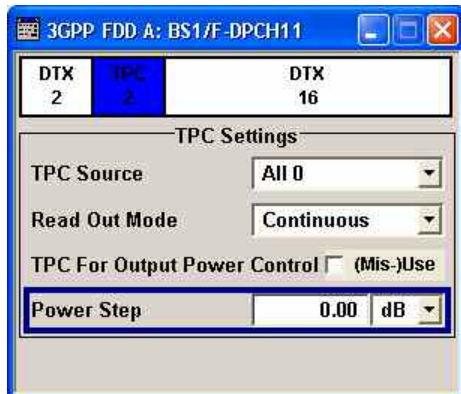 3GPP FDD A: BS1/F-DPCH11
DTX TPC DTX
2 2 16
TPC Settings
TPC Source All 0
Read Out Mode Continuous
TPC For Output Power Control (Mis-)Use
Power Step 0.00 dB